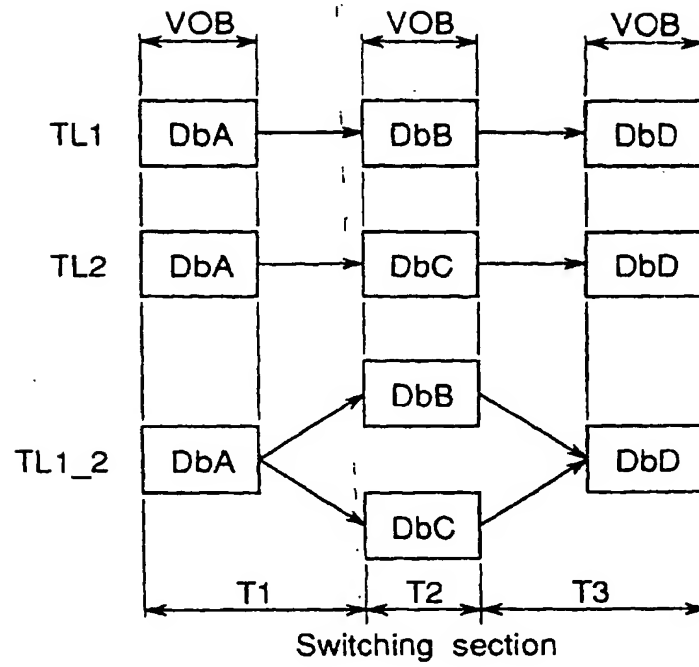 VOB VOB VOB
TL1 DbA DbB DbD
TL2 DbA DbC DbD
DbB
TL1_2 DbA DbD
DbC
T1 T2 T3
Switching section